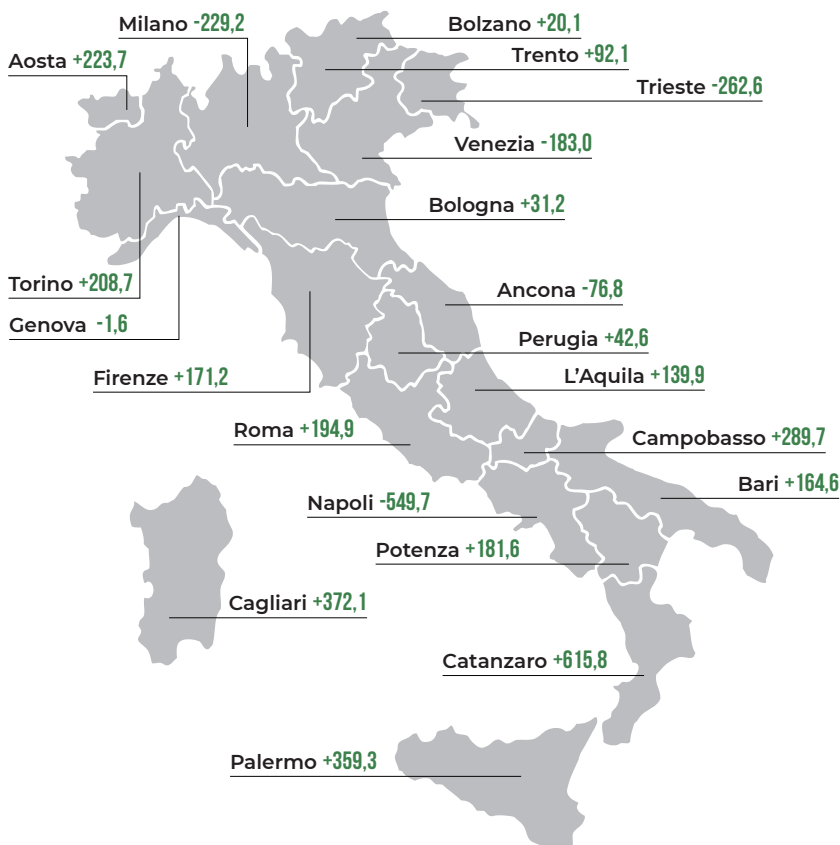 Milano -229,2
Bolzano +20,1
Aosta +223,7
Trento +92,1
Trieste -262,6
Venezia -183,0
Bologna +31,2
Torino +208,7
Ancona -76,8
Genova -1,6
Perugia +42,6
Firenze +171,2
L’Aquila +139,9
Roma +194,9
Campobasso +289,7
Bari +164,6
Napoli -549,7
Potenza +181,6
Cagliari +372,1
Catanzaro +615,8
Palermo +359,3